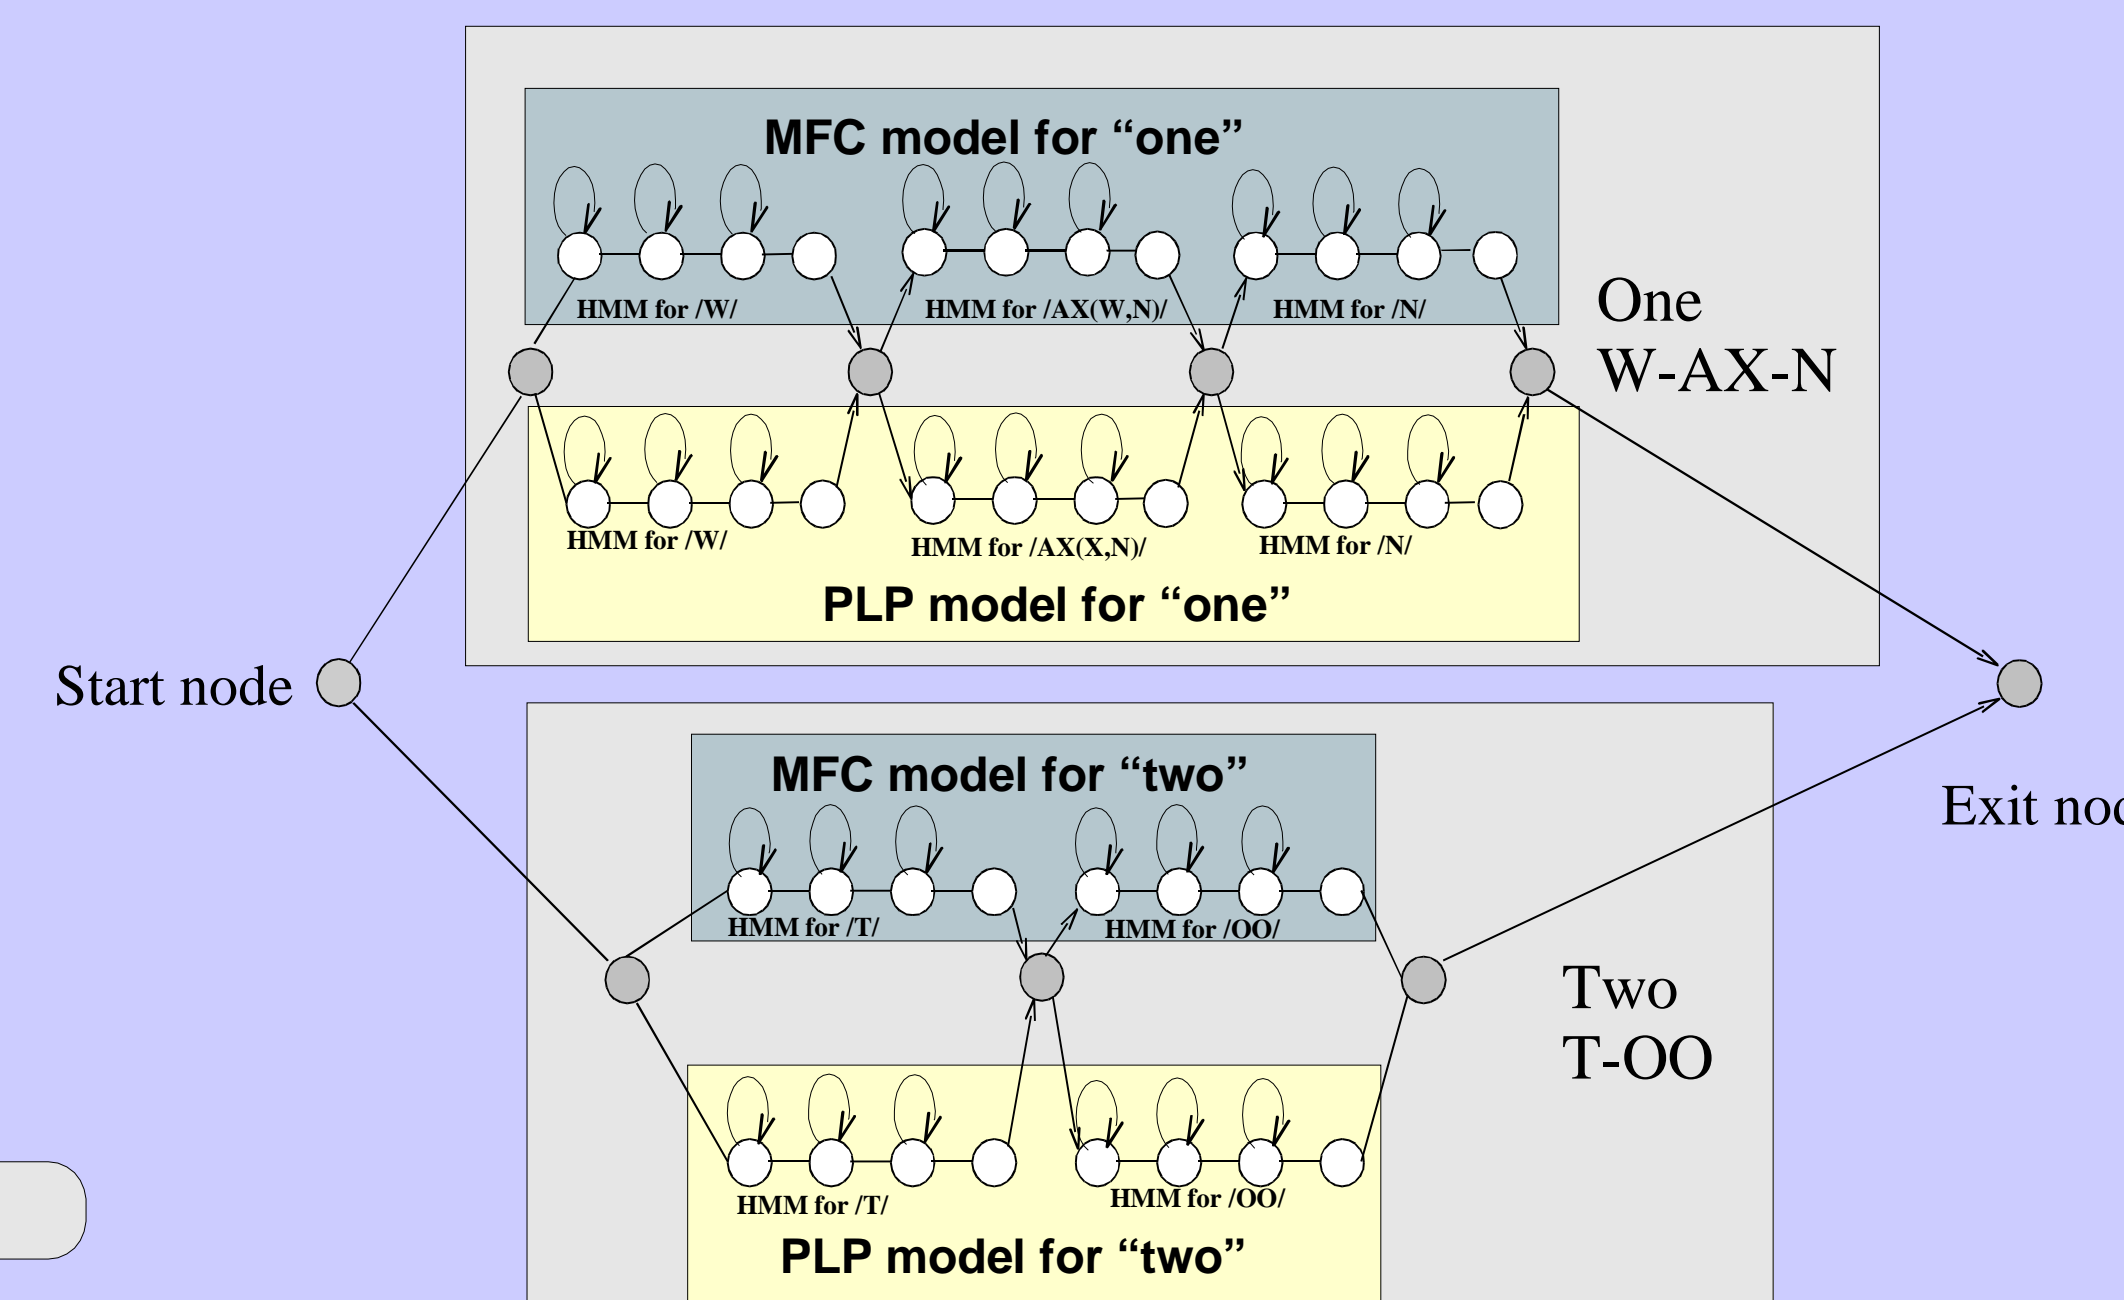 MFC model for “one”
HMM for /W/
HMM for /AX(W,N)/
HMM for /N/
One
W-AX-N
HMM for /W/
HMM for /AX(X,N)/
HMM for /N/
PLP model for “one”
Start node
MFC model for “two”
Exit
HMM for /T/
HMM for /OO/
Two
T-OO
HMM for /T/
HMM for /OO/
PLP model for “two”